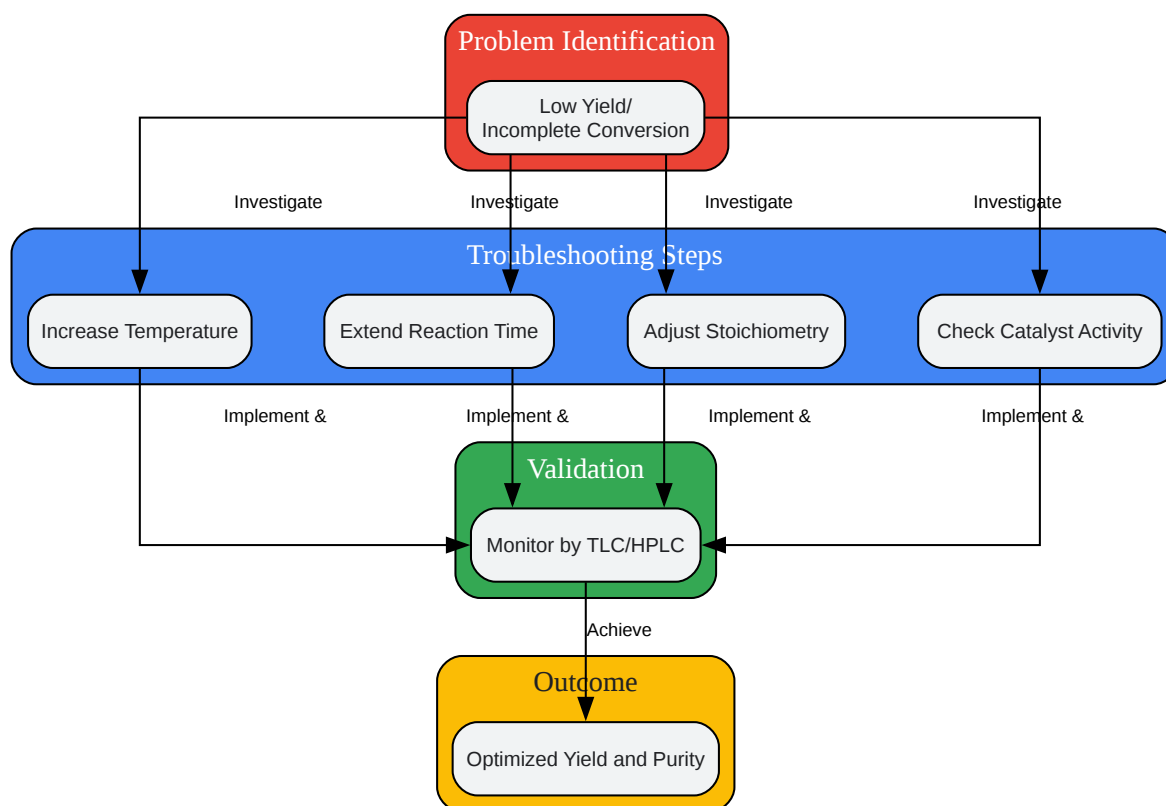 Problem Identification
Low Yield/
Incomplete Conversion
Investigate
Investigate
Investigate
Investigate
Troubleshooting Steps
Increase Temperature
Extend Reaction Time
Adjust Stoichiometry
Check Catalyst Activity
Implement &
Implement &
Implement &
Implement &
Validation
Monitor by TLC/HPLC
Achieve
Outcome
Optimized Yield and Purity